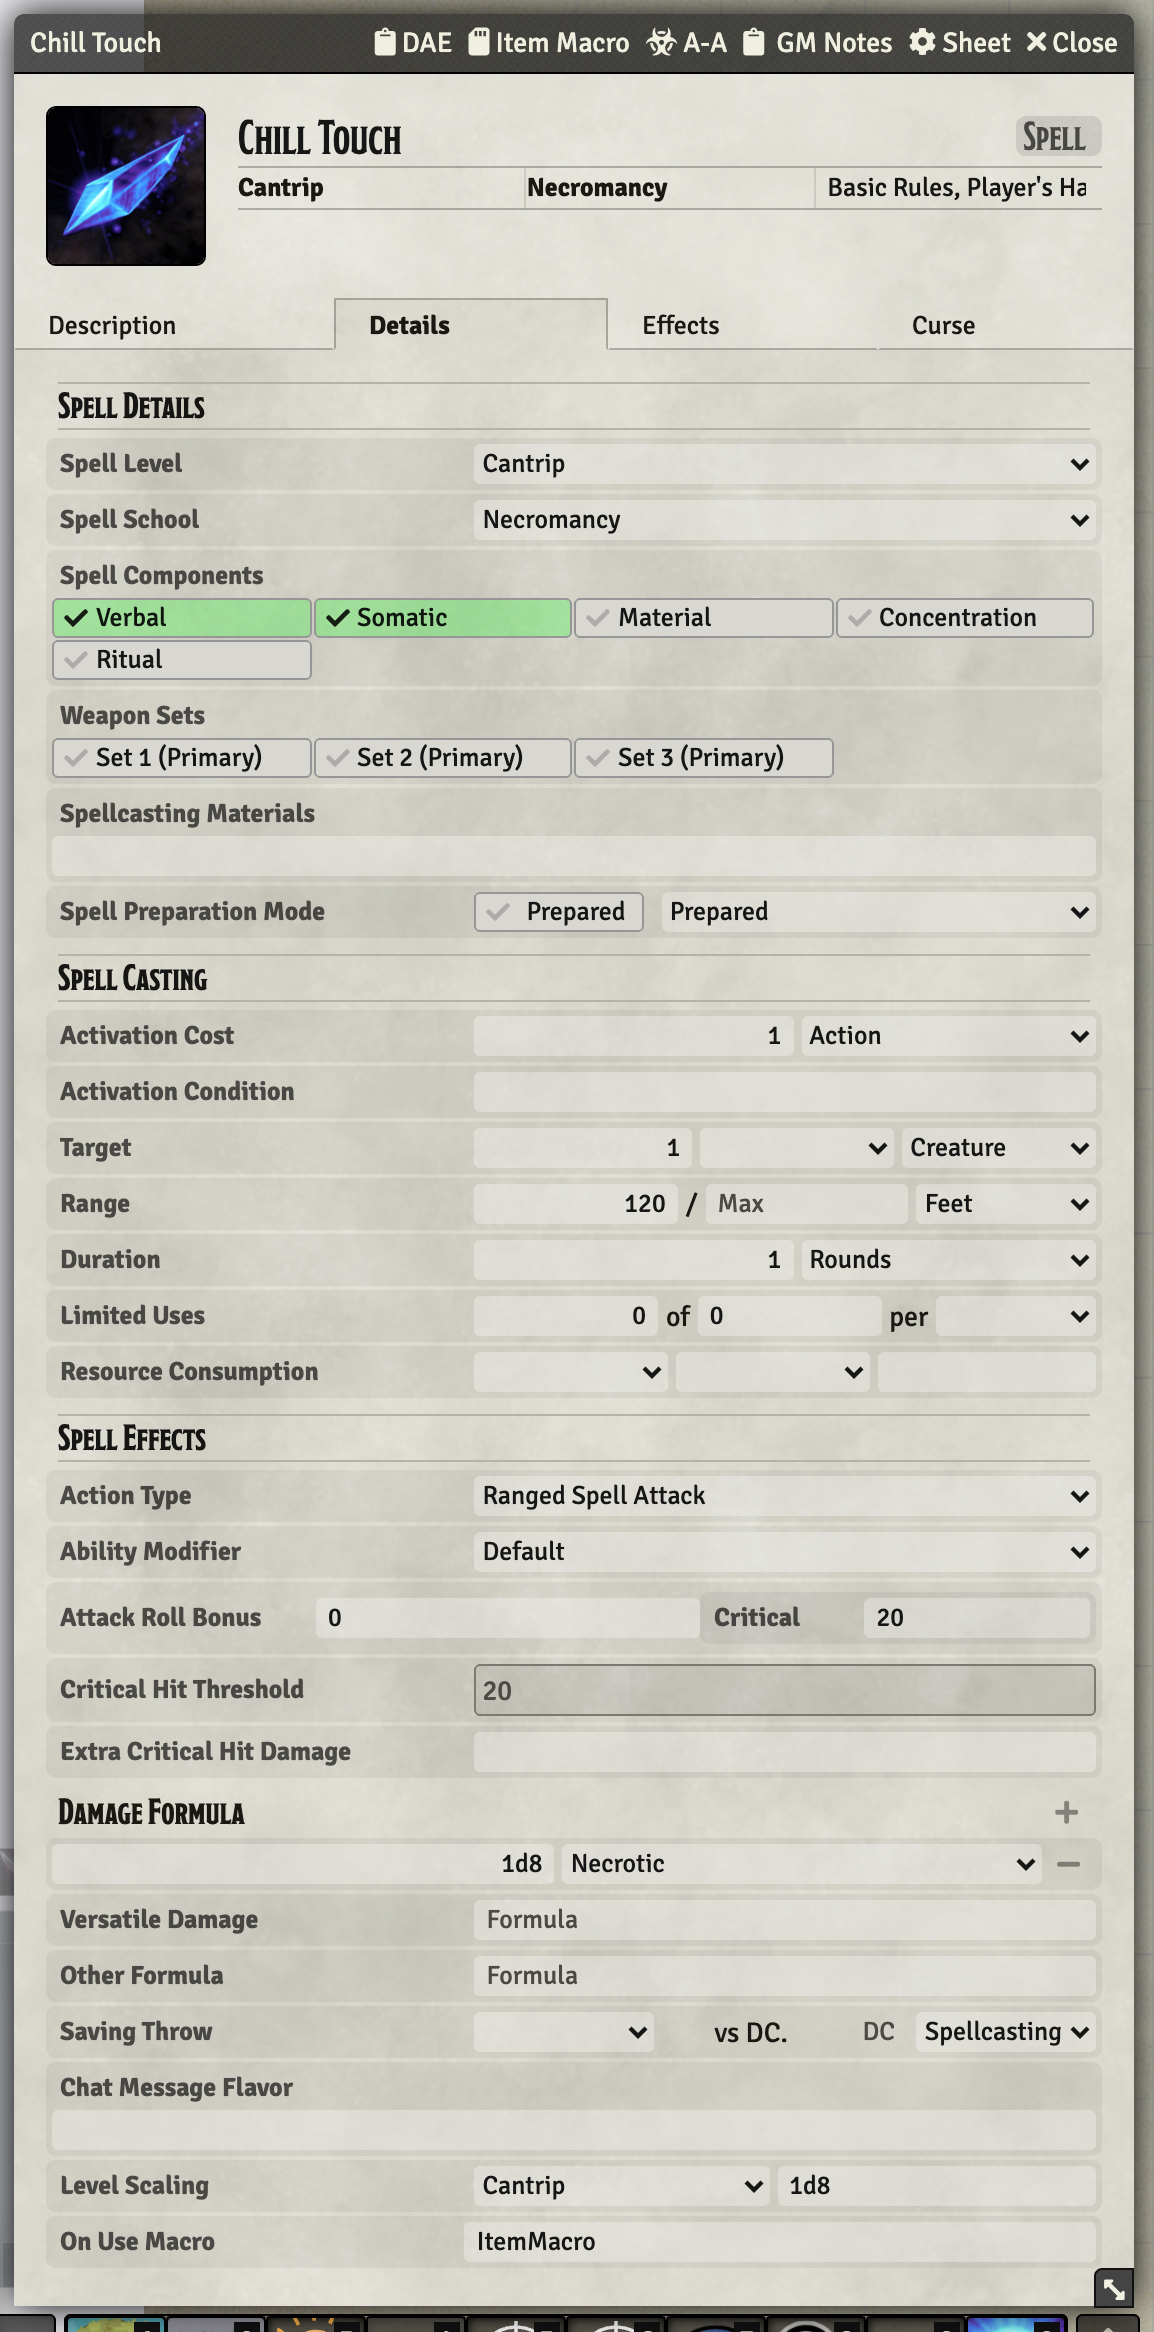 Chill Touch DAE Item Macro A-A GM Notes Sheet Close
Chill Touch Spell
Cantrip Necromancy Basic Rules, Player's Ha
Description Details Effects Curse
Spell Details
Spell Level Cantrip
Spell School Necromancy
Spell Components
Verbal Somatic Material Concentration
Ritual
Weapon Sets
Set 1 (Primary) Set 2 (Primary) Set 3 (Primary)
Spellcasting Materials
Spell Preparation Mode Prepared Prepared
Spell Casting
Activation Cost 1 Action
Activation Condition
Target 1 Creature
Range 120 / Max Feet
Duration 1 Rounds
Limited Uses 0 of 0 per
Resource Consumption
Spell Effects
Action Type Ranged Spell Attack
Ability Modifier Default
Attack Roll Bonus 0 Critical 20
Critical Hit Threshold 20
Extra Critical Hit Damage
Damage Formula
1d8 Necrotic
Versatile Damage Formula
Other Formula Formula
Saving Throw vs DC. DC Spellcasting
Chat Message Flavor
Level Scaling Cantrip 1d8
On Use Macro ItemMacro